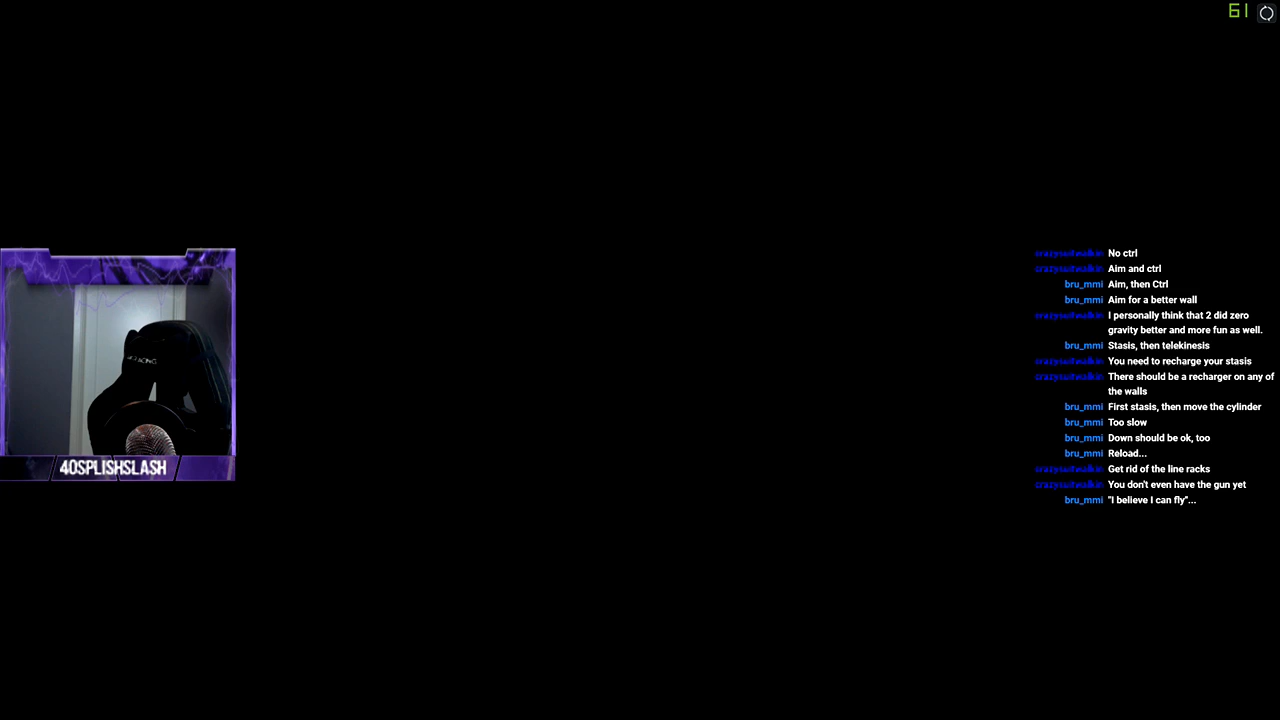 61
No ctrl
Aim and ctrl
bru_mmi Aim, then Ctrl
bru_mmi Aim for a better wall
I personally think that 2 did zero
gravity better and more fun as well.
bru_mmi Stasis, then telekinesis
You need to recharge your stasis
There should be a recharger on any of
the walls
bru_mmi First stasis, then move the cylinder
bru_mmi Too slow
bru_mmi Down should be ok, too
bru_mmi Reload...
Get rid of the line racks
You don't even have the gun yet
bru_mmi "I believe I can fly"...
40SPLISHSLASH